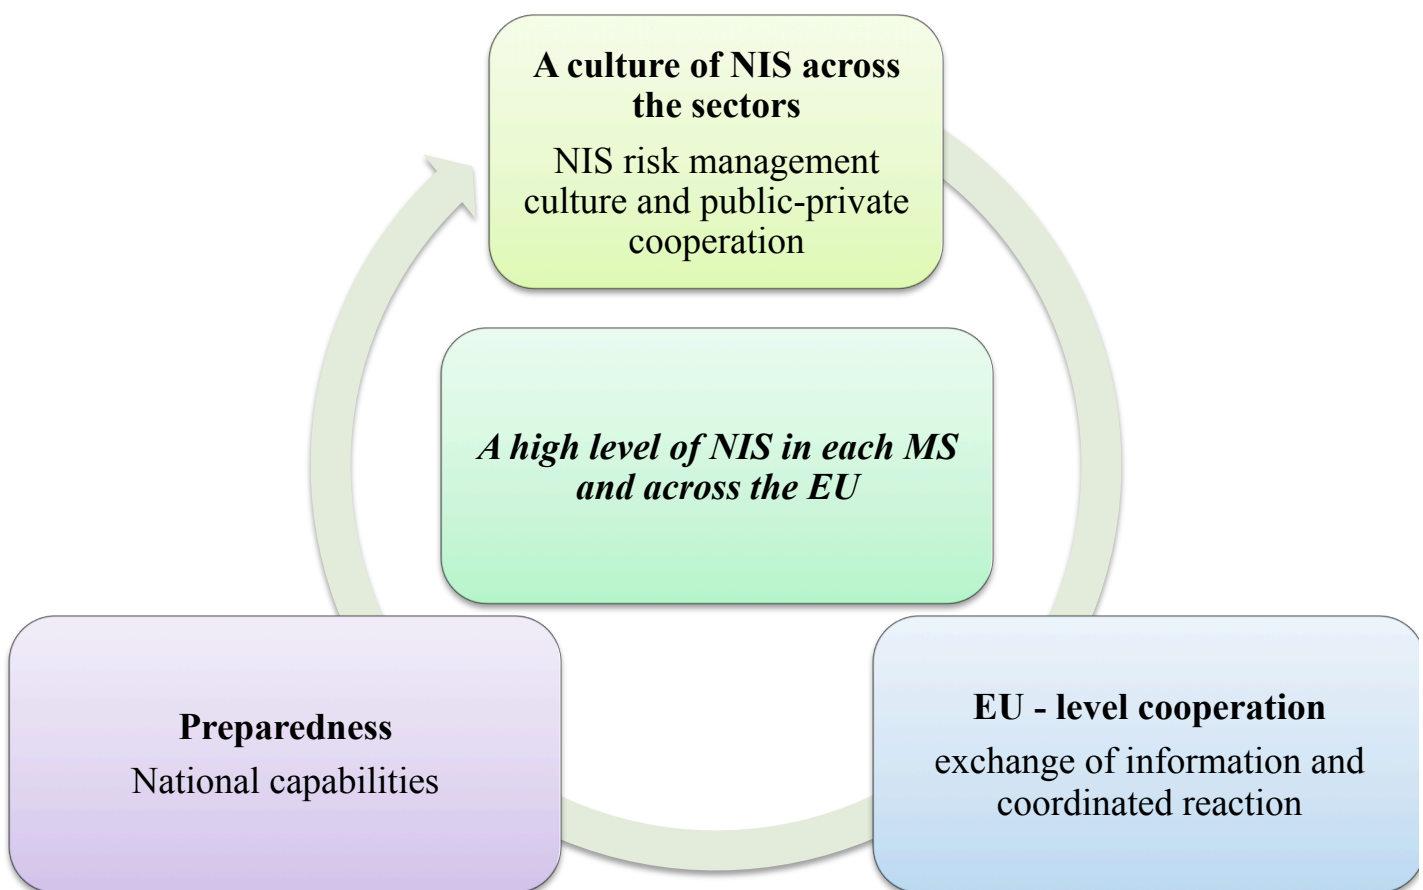 A culture of NIS across
the sectors
NIS risk management
culture and public-private
cooperation
A high level of NIS in each MS
and across the EU
Preparedness
National capabilities
EU - level cooperation
exchange of information and
coordinated reaction